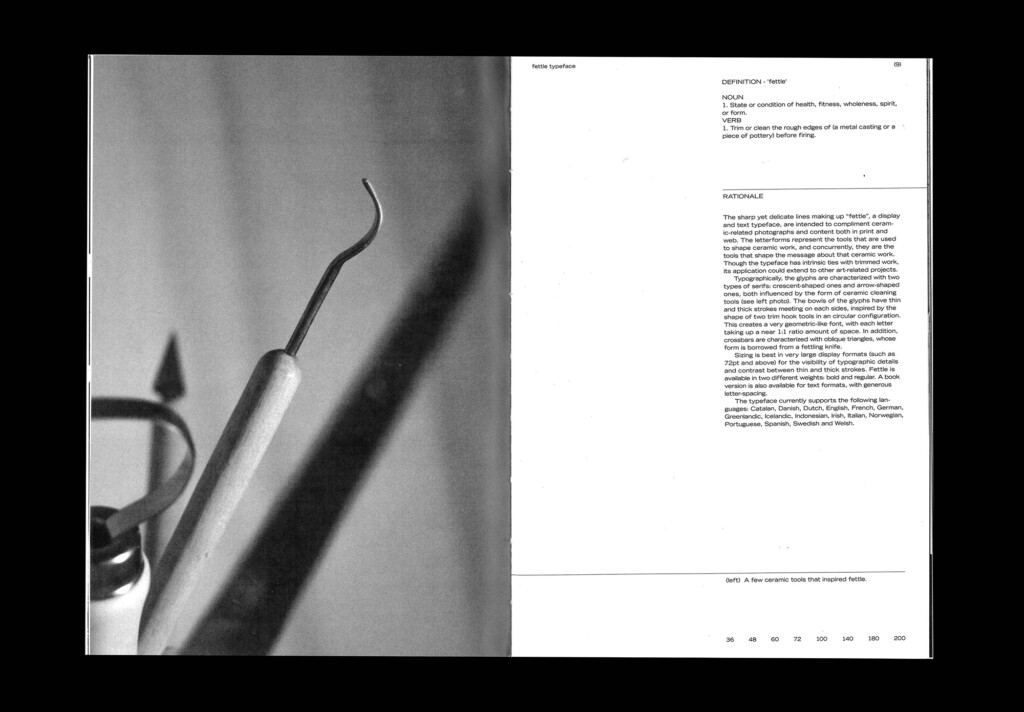 fettle typeface
(9)
DEFINITION - 'fettle'
NOUN
1. State or condition of health, fitness, wholeness, spirit,
or form.
VERB
1. Trim or clean the rough edges of (a metal casting or a
piece of pottery) before firing.
RATIONALE
The sharp yet delicate lines making up "fettle", a display
and text typeface, are intended to compliment ceram-
ic-related photographs and content both in print and
web. The letterforms represent the tools that are used
to shape ceramic work, and concurrently, they are the
tools that shape the message about that ceramic work.
Though the typeface has intrinsic ties with trimmed work,
its application could extend to other art-related projects.
Typographically, the glyphs are characterized with two
types of serifs: crescent-shaped ones and arrow-shaped
ones, both influenced by the form of ceramic cleaning
tools (see left photo). The bowls of the glyphs have thin
and thick strokes meeting on each sides, inspired by the
shape of two trim hook tools in an circular configuration.
This creates a very geometric-like font, with each letter
taking up a near 1:1 ratio amount of space. In addition,
crossbars are characterized with oblique triangles, whose
form is borrowed from a fettling knife.
Sizing is best in very large display formats (such as
72pt and above) for the visibility of typographic details
and contrast between thin and thick strokes. Fettle is
available in two different weights: bold and regular. A book
version is also available for text formats, with generous
letter-spacing.
The typeface currently supports the following lan-
guages: Catalan, Danish, Dutch, English, French, German,
Greenlandic, Icelandic, Indonesian, Irish, Italian, Norwegian,
Portuguese, Spanish, Swedish and Welsh.
(left) A few ceramic tools that inspired fettle.
36 48 60 72 100 140 180 200